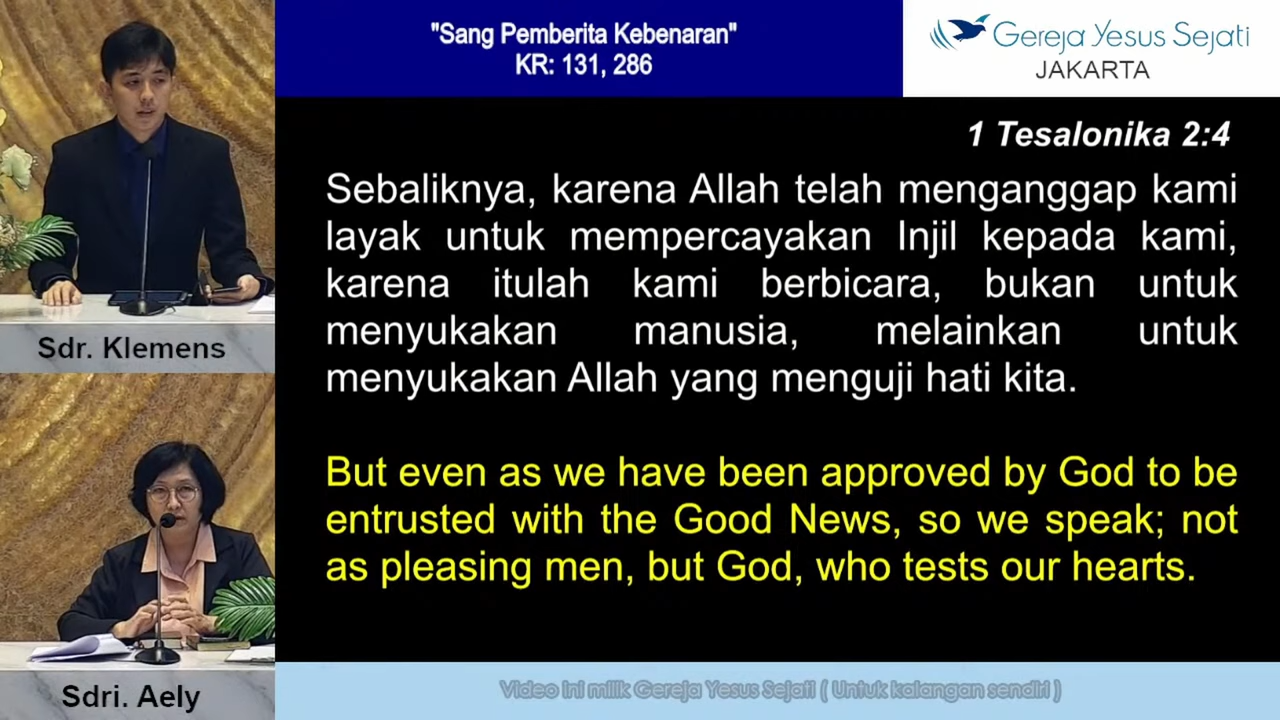 "Sang Pemberita Kebenaran"
KR: 131, 286
Gereja Yesus Sejati
JAKARTA
1 Tesalonika 2:4
Sebaliknya, karena Allah telah menganggap kami
layak untuk mempercayakan Injil kepada kami,
karena itulah kami berbicara, bukan untuk
menyukakan manusia, melainkan untuk
menyukakan Allah yang menguji hati kita.
But even as we have been approved by God to be
entrusted with the Good News, so we speak; not
as pleasing men, but God, who tests our hearts.
Sdr. Klemens
Sdri. Aely
Video ini milik Gereja Yesus Sejati ( Untuk kalangan sendiri )